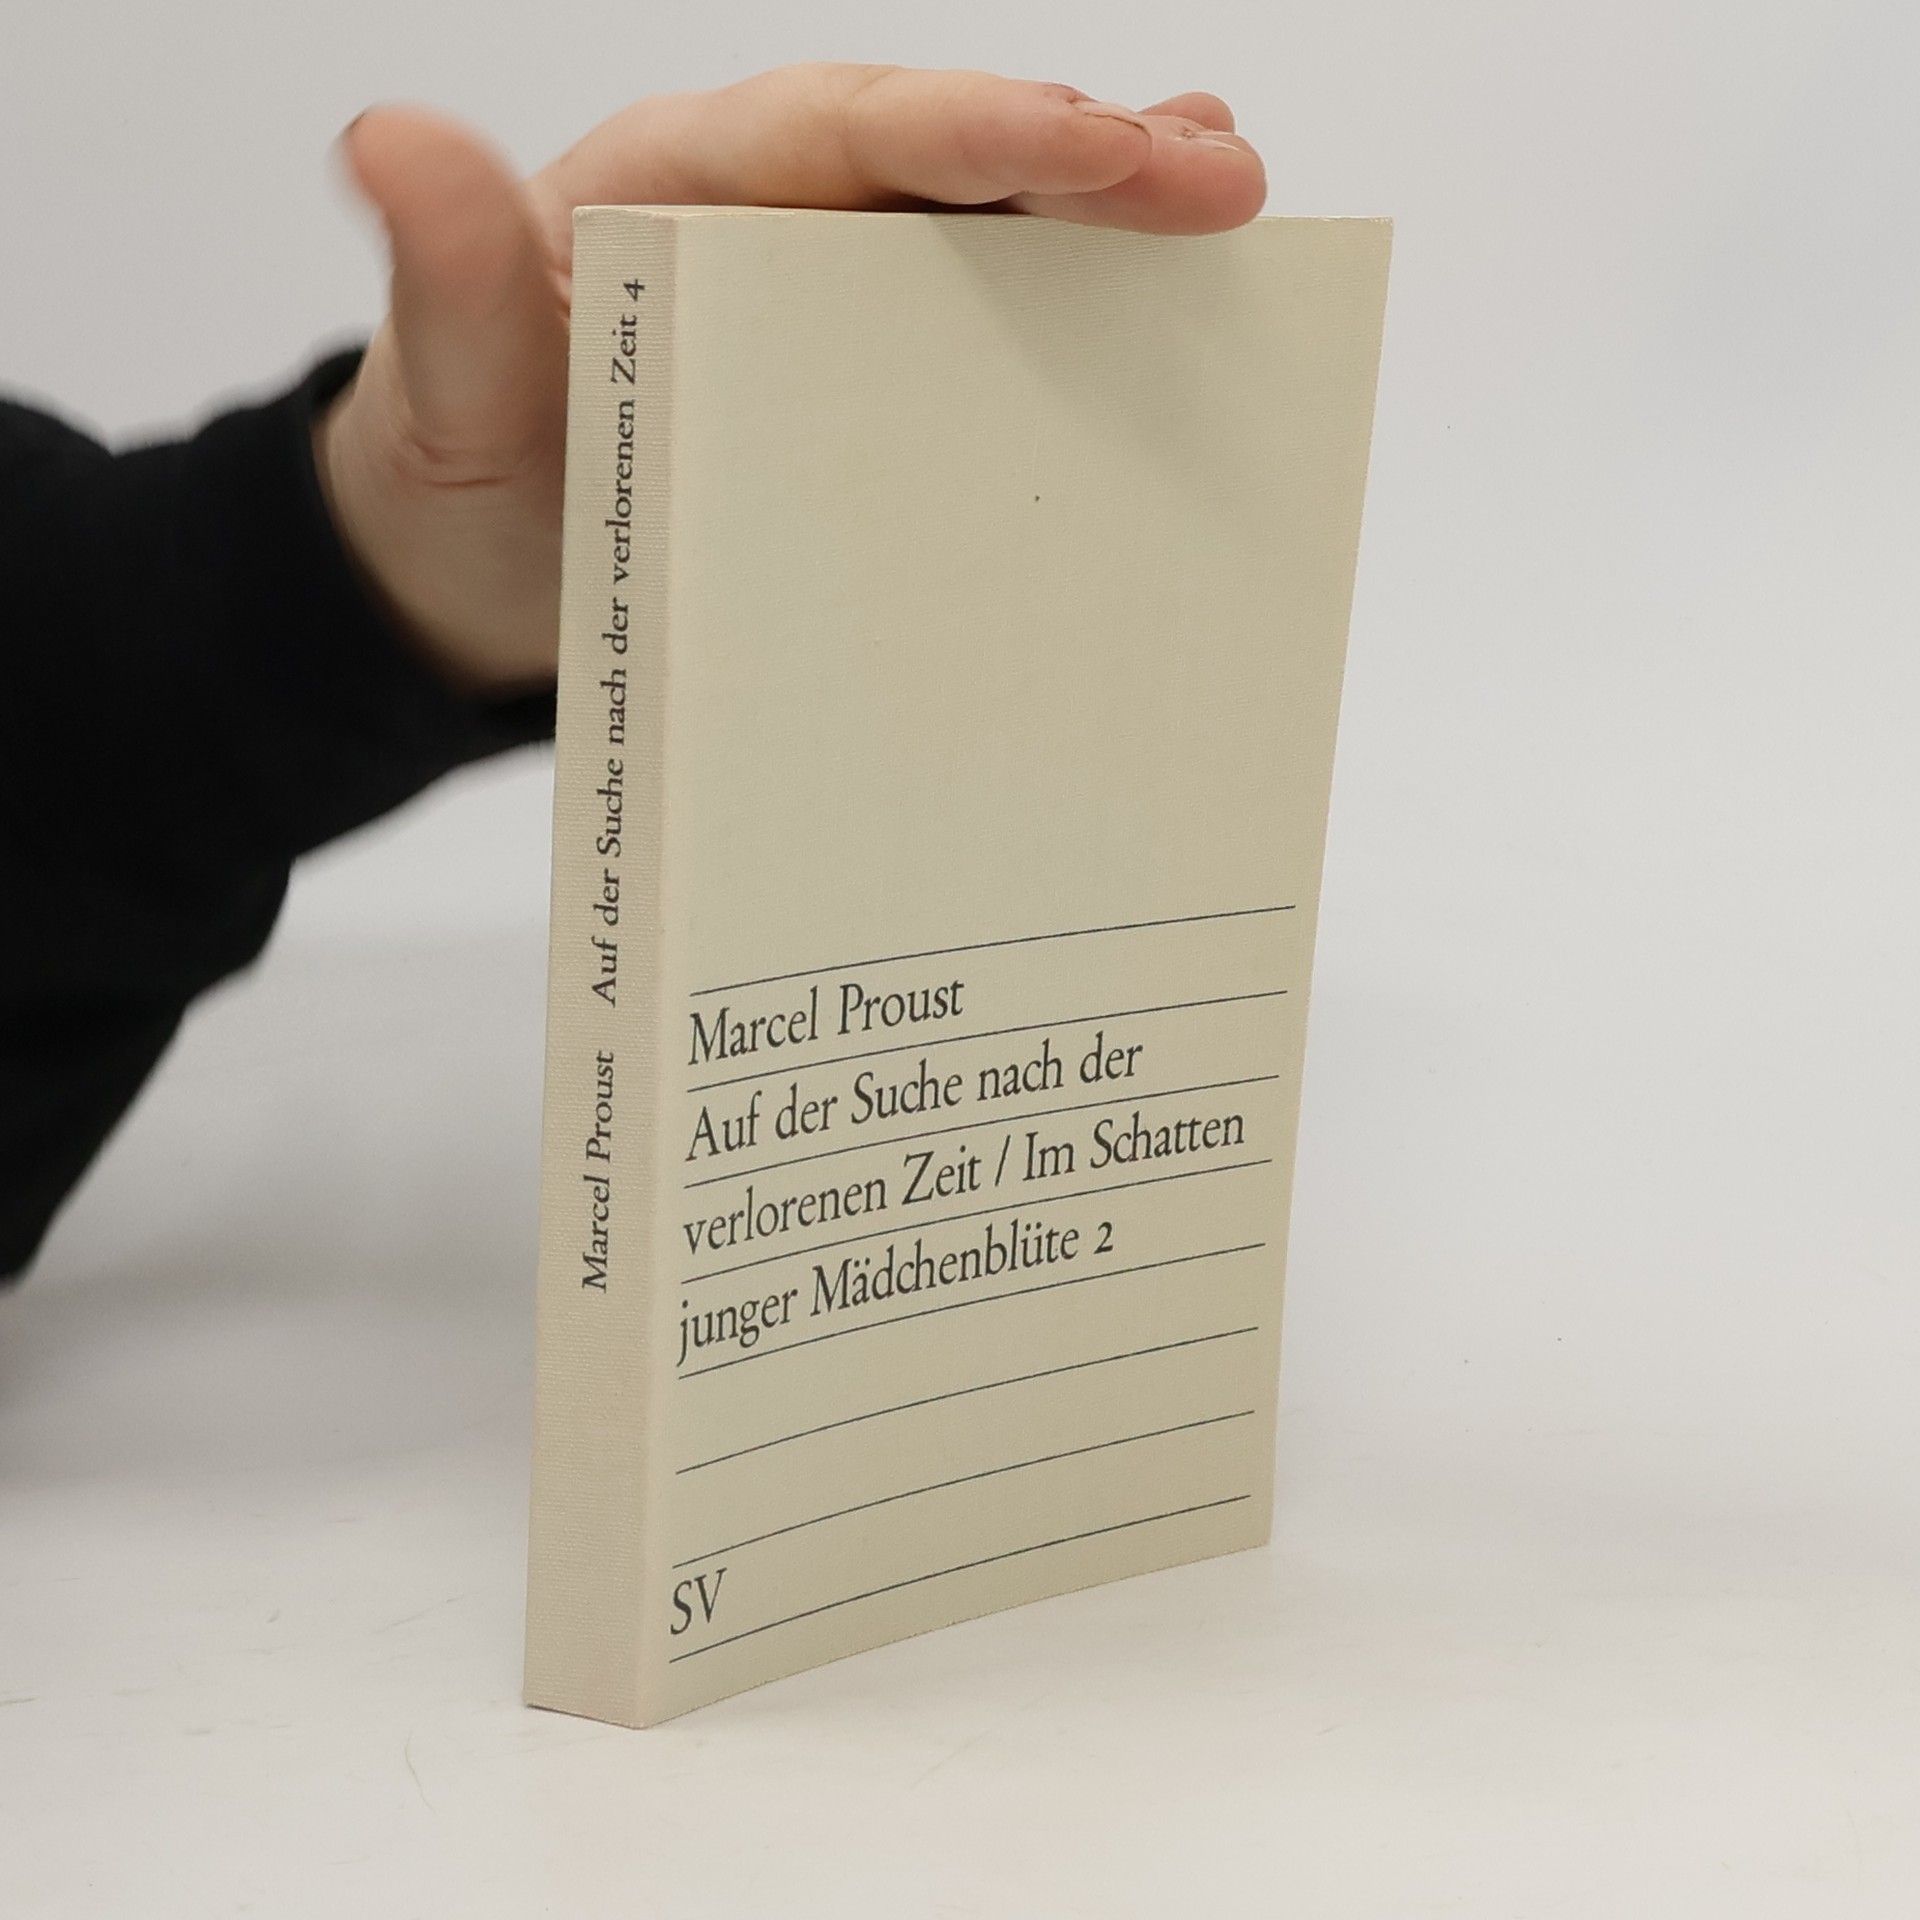 Marcel Proust Auf der Suche nach der verlorenen Zeit 4
Marcel Proust
Auf der Suche nach der
verlorenen Zeit / Im Schatten
junger Mädchenblüte 2
SV